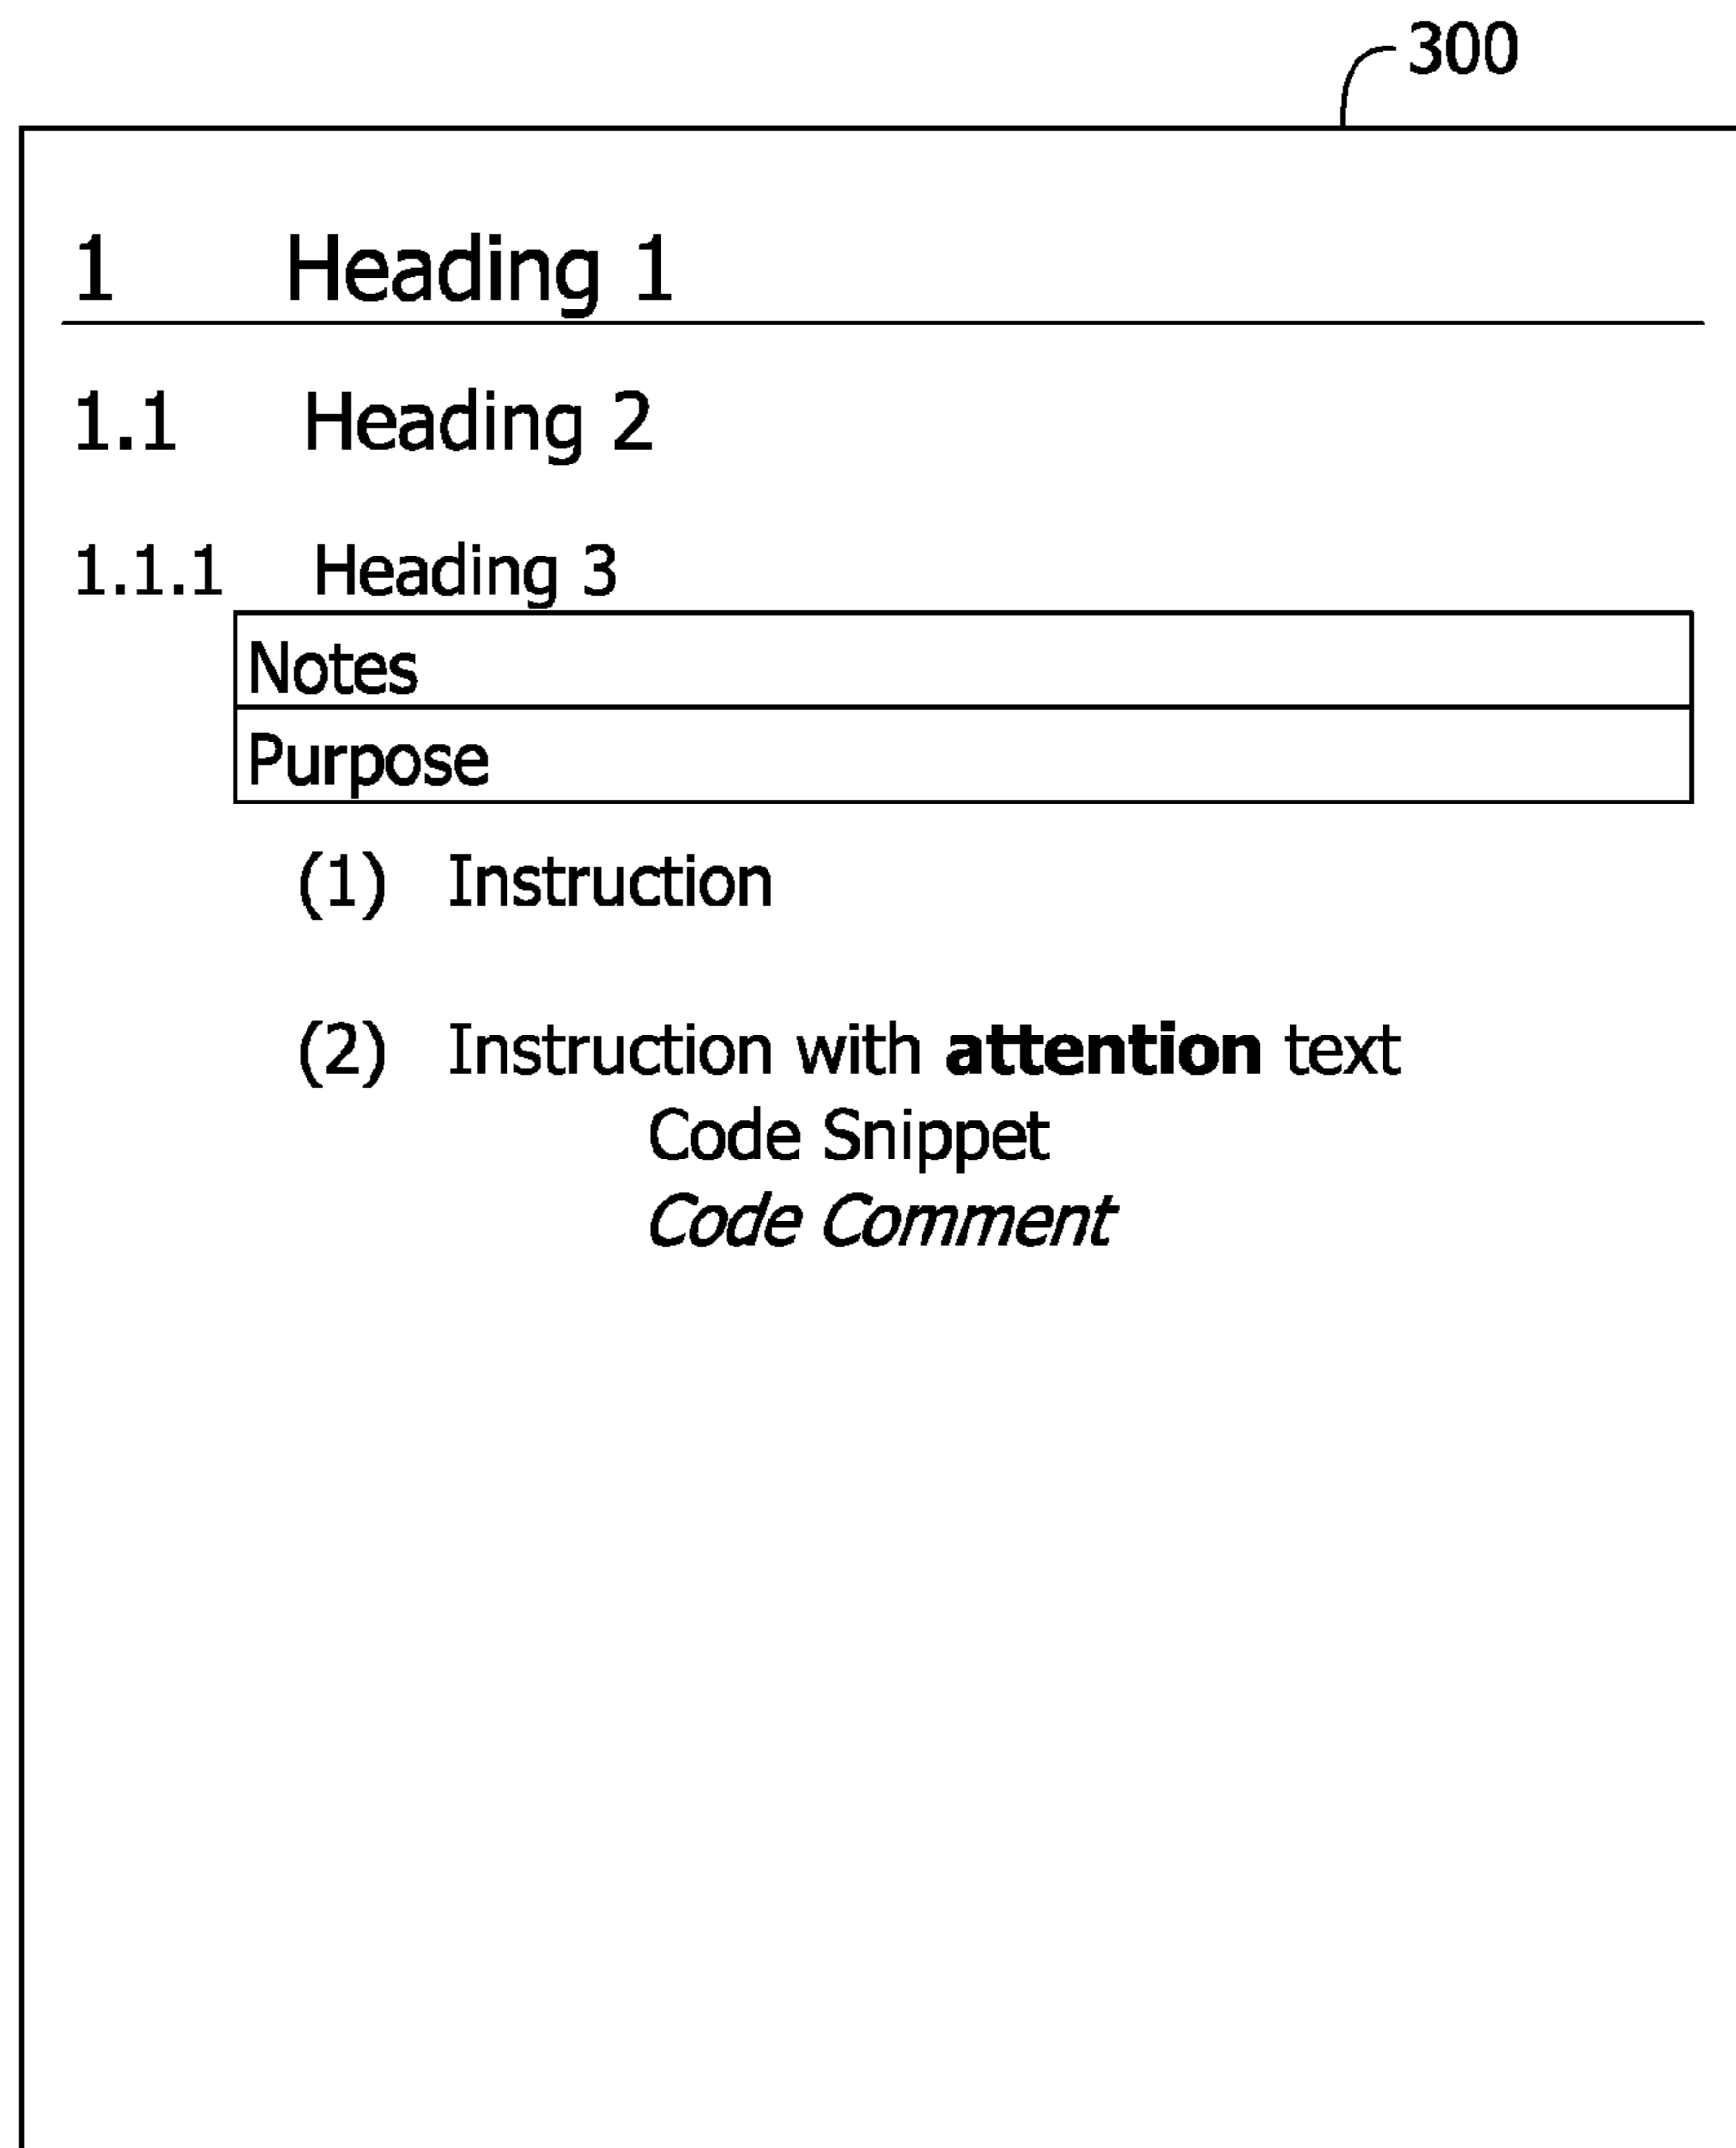 300
1 Heading 1
1.1 Heading 2
1.1.1 Heading 3
Notes
Purpose
(1) Instruction
(2) Instruction with attention text
Code Snippet
Code Comment